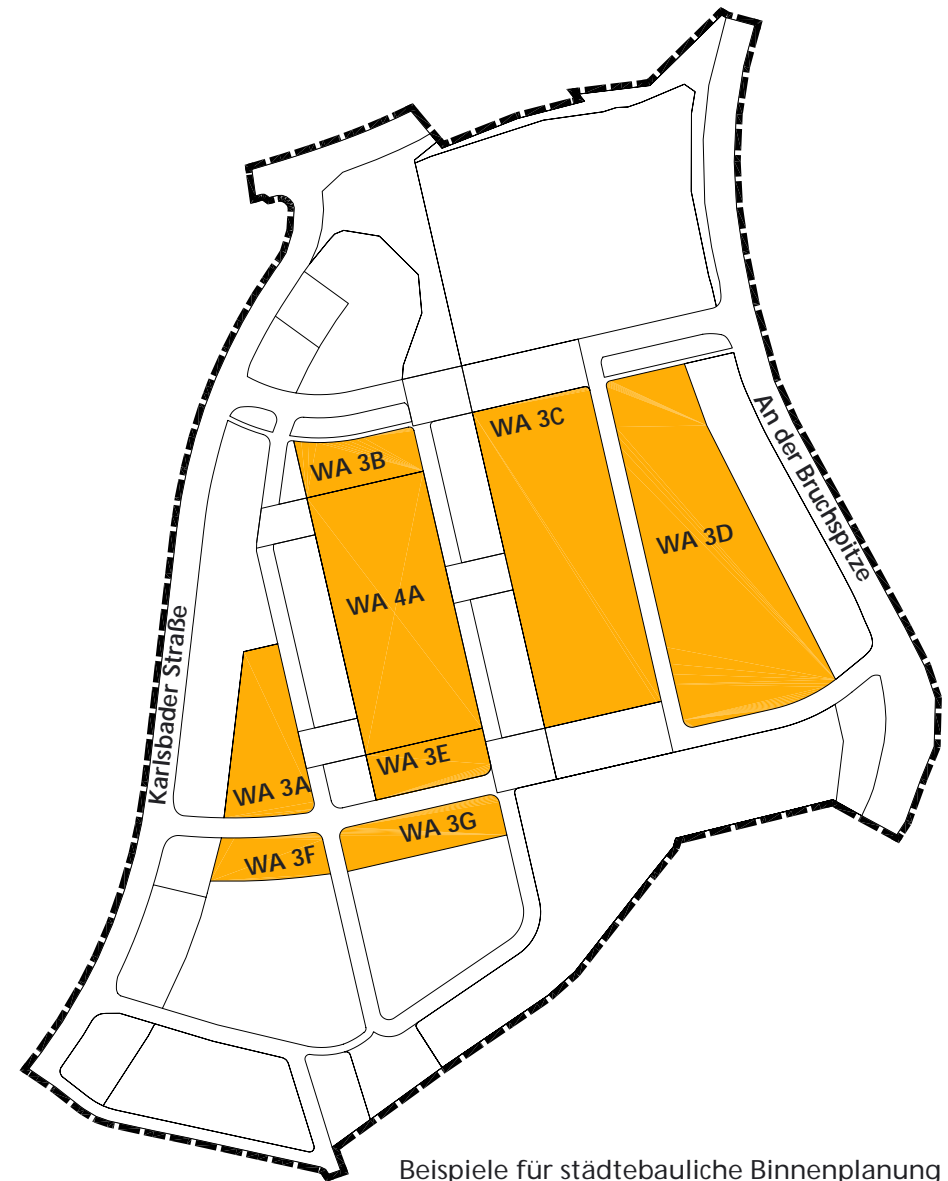 An der Bruchspitze
WA 3C
WA 3B
WA 3D
WA 4A
Karlsbader Straße
WA 3E
WA 3A
WA 3G
WA 3F
Beispiele für städtebauliche Binnenplanung